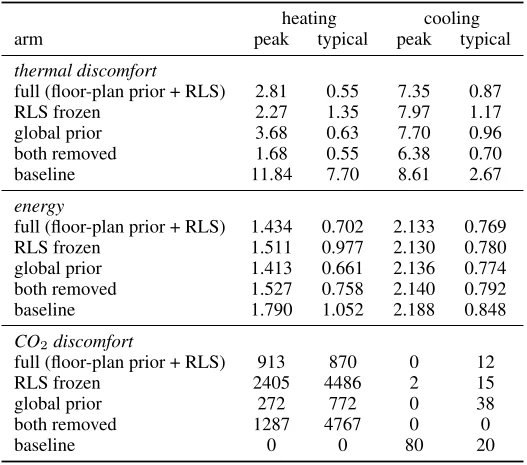 heating cooling
arm peak typical peak typical
thermal discomfort
full (floor-plan prior + RLS) 2.81 0.55 7.35 0.87
RLS frozen 2.27 1.35 7.97 1.17
global prior 3.68 0.63 7.70 0.96
both removed 1.68 0.55 6.38 0.70
baseline 11.84 7.70 8.61 2.67
energy
full (floor-plan prior + RLS) 1.434 0.702 2.133 0.769
RLS frozen 1.511 0.977 2.130 0.780
global prior 1.413 0.661 2.136 0.774
both removed 1.527 0.758 2.140 0.792
baseline 1.790 1.052 2.188 0.848
CO₂ discomfort
full (floor-plan prior + RLS) 913 870 0 12
RLS frozen 2405 4486 2 15
global prior 272 772 0 38
both removed 1287 4767 0 0
baseline 0 0 80 20